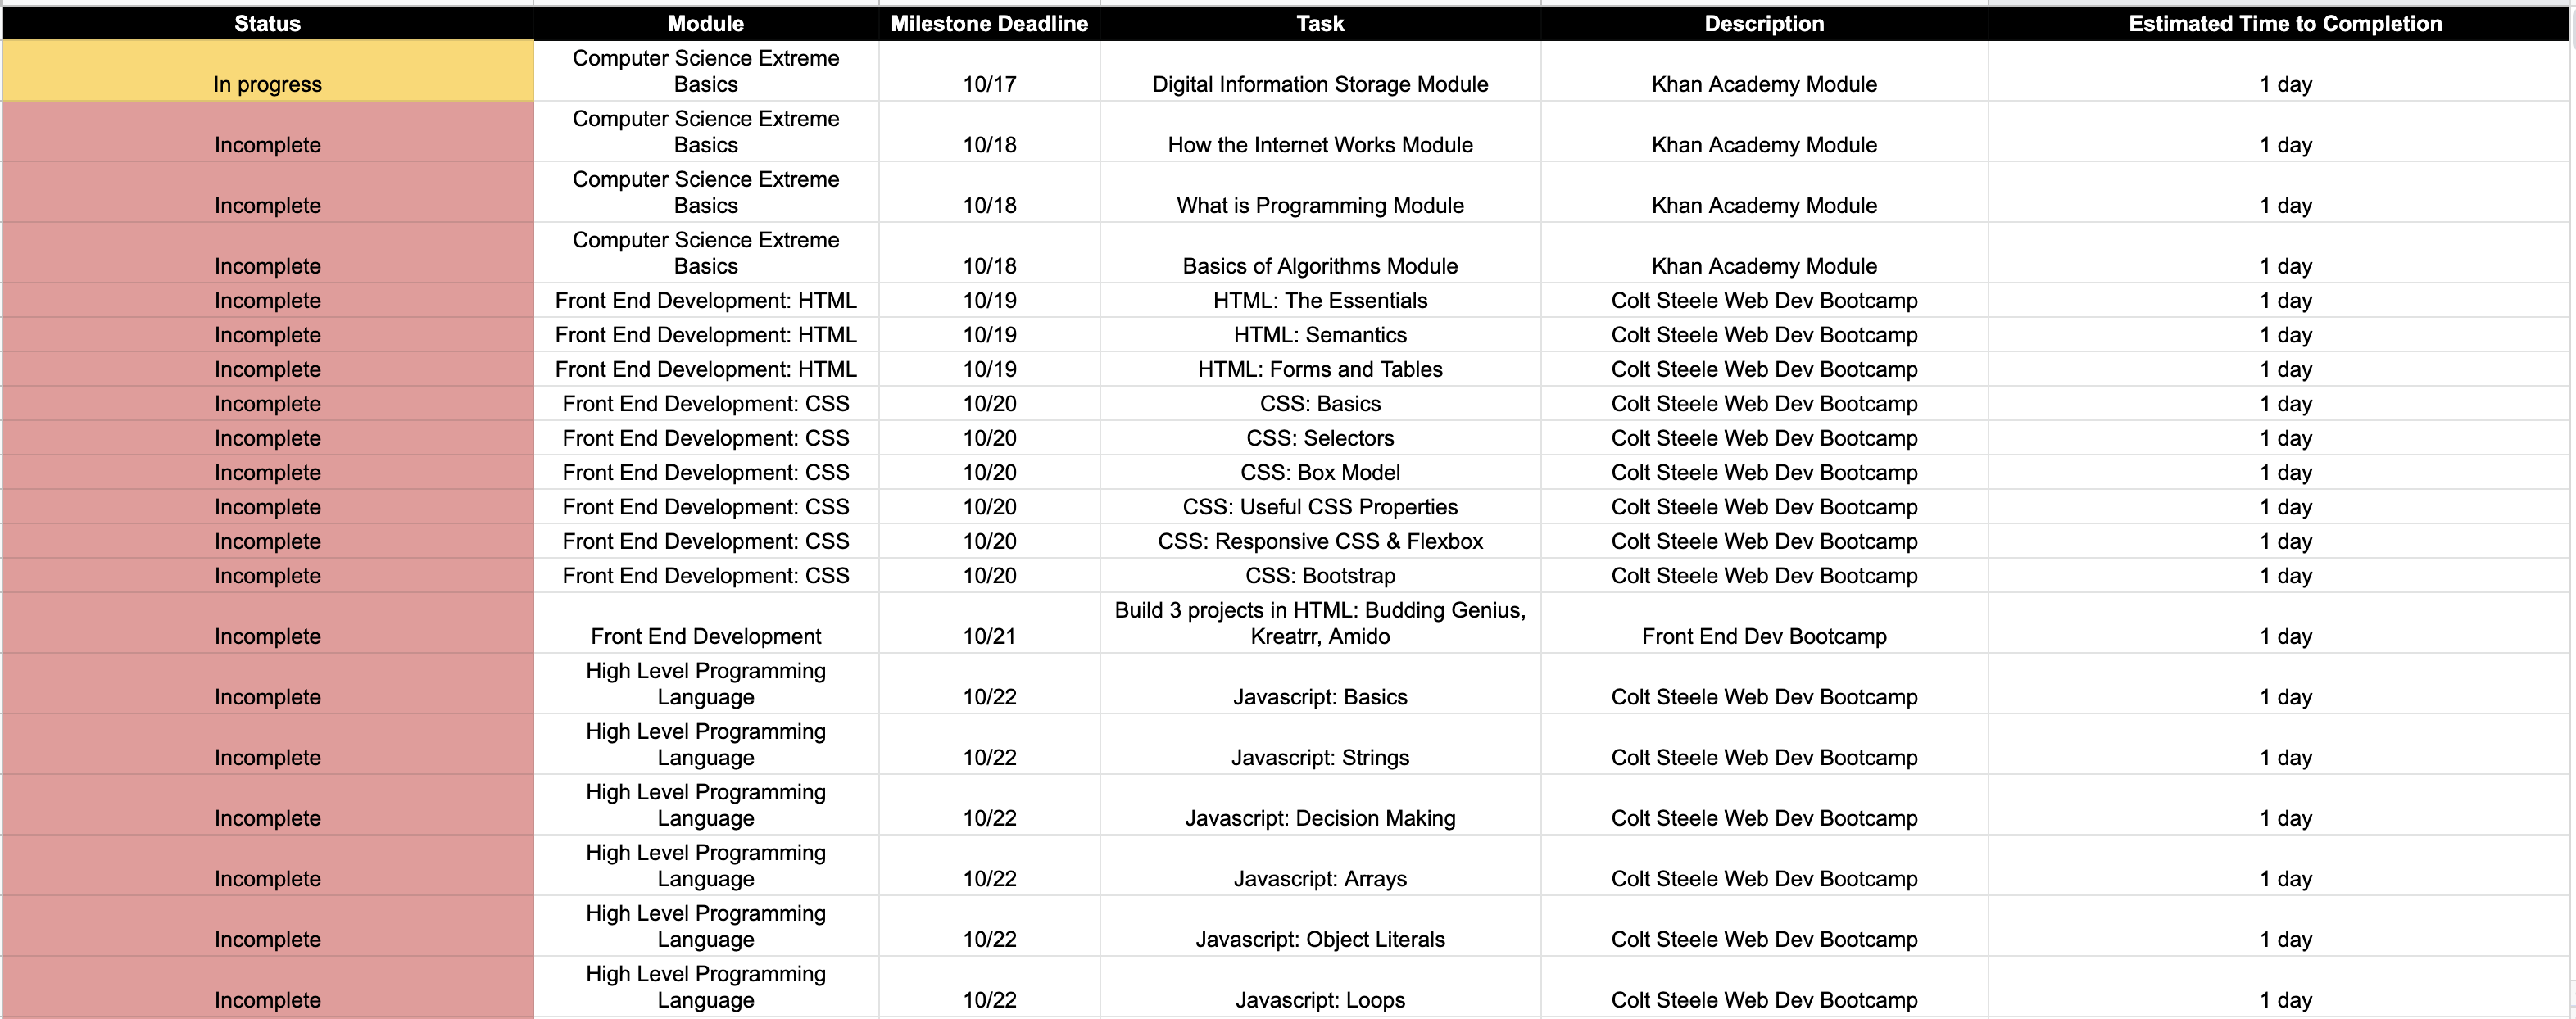 Status Module Milestone Deadline Task Description Estimated Time to Completion
In progress Computer Science Extreme Basics 10/17 Digital Information Storage Module Khan Academy Module 1 day
Incomplete Computer Science Extreme Basics 10/18 How the Internet Works Module Khan Academy Module 1 day
Incomplete Computer Science Extreme Basics 10/18 What is Programming Module Khan Academy Module 1 day
Incomplete Computer Science Extreme Basics 10/18 Basics of Algorithms Module Khan Academy Module 1 day
Incomplete Front End Development: HTML 10/19 HTML: The Essentials Colt Steele Web Dev Bootcamp 1 day
Incomplete Front End Development: HTML 10/19 HTML: Semantics Colt Steele Web Dev Bootcamp 1 day
Incomplete Front End Development: HTML 10/19 HTML: Forms and Tables Colt Steele Web Dev Bootcamp 1 day
Incomplete Front End Development: CSS 10/20 CSS: Basics Colt Steele Web Dev Bootcamp 1 day
Incomplete Front End Development: CSS 10/20 CSS: Selectors Colt Steele Web Dev Bootcamp 1 day
Incomplete Front End Development: CSS 10/20 CSS: Box Model Colt Steele Web Dev Bootcamp 1 day
Incomplete Front End Development: CSS 10/20 CSS: Useful CSS Properties Colt Steele Web Dev Bootcamp 1 day
Incomplete Front End Development: CSS 10/20 CSS: Responsive CSS & Flexbox Colt Steele Web Dev Bootcamp 1 day
Incomplete Front End Development: CSS 10/20 CSS: Bootstrap Colt Steele Web Dev Bootcamp 1 day
Incomplete Front End Development 10/21 Build 3 projects in HTML: Budding Genius, Kreatrr, Amido Front End Dev Bootcamp 1 day
Incomplete High Level Programming Language 10/22 Javascript: Basics Colt Steele Web Dev Bootcamp 1 day
Incomplete High Level Programming Language 10/22 Javascript: Strings Colt Steele Web Dev Bootcamp 1 day
Incomplete High Level Programming Language 10/22 Javascript: Decision Making Colt Steele Web Dev Bootcamp 1 day
Incomplete High Level Programming Language 10/22 Javascript: Arrays Colt Steele Web Dev Bootcamp 1 day
Incomplete High Level Programming Language 10/22 Javascript: Object Literals Colt Steele Web Dev Bootcamp 1 day
Incomplete High Level Programming Language 10/22 Javascript: Loops Colt Steele Web Dev Bootcamp 1 day